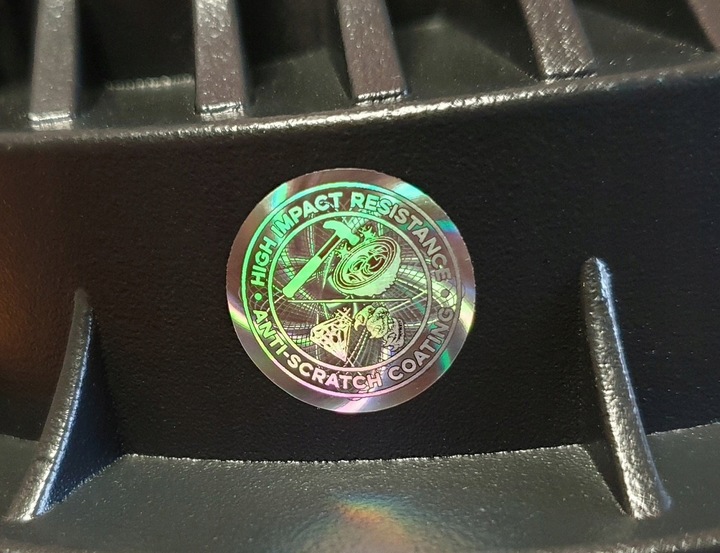 • HIGH IMPACT RESISTANCE •
ANTI-SCRATCH COATING